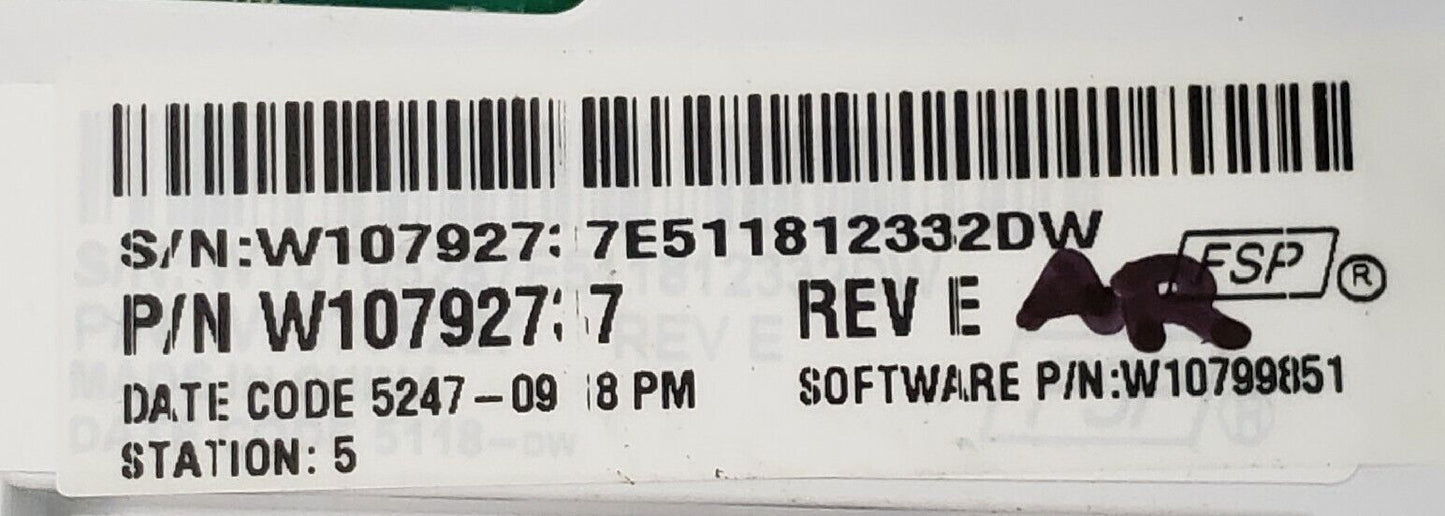 S/N:W107927 7E511812332DW
FSP®
P/N W107927 7 REV E
DATE CODE 5247-09 8 PM SOFTWARE P/N:W10799851
STATION: 5